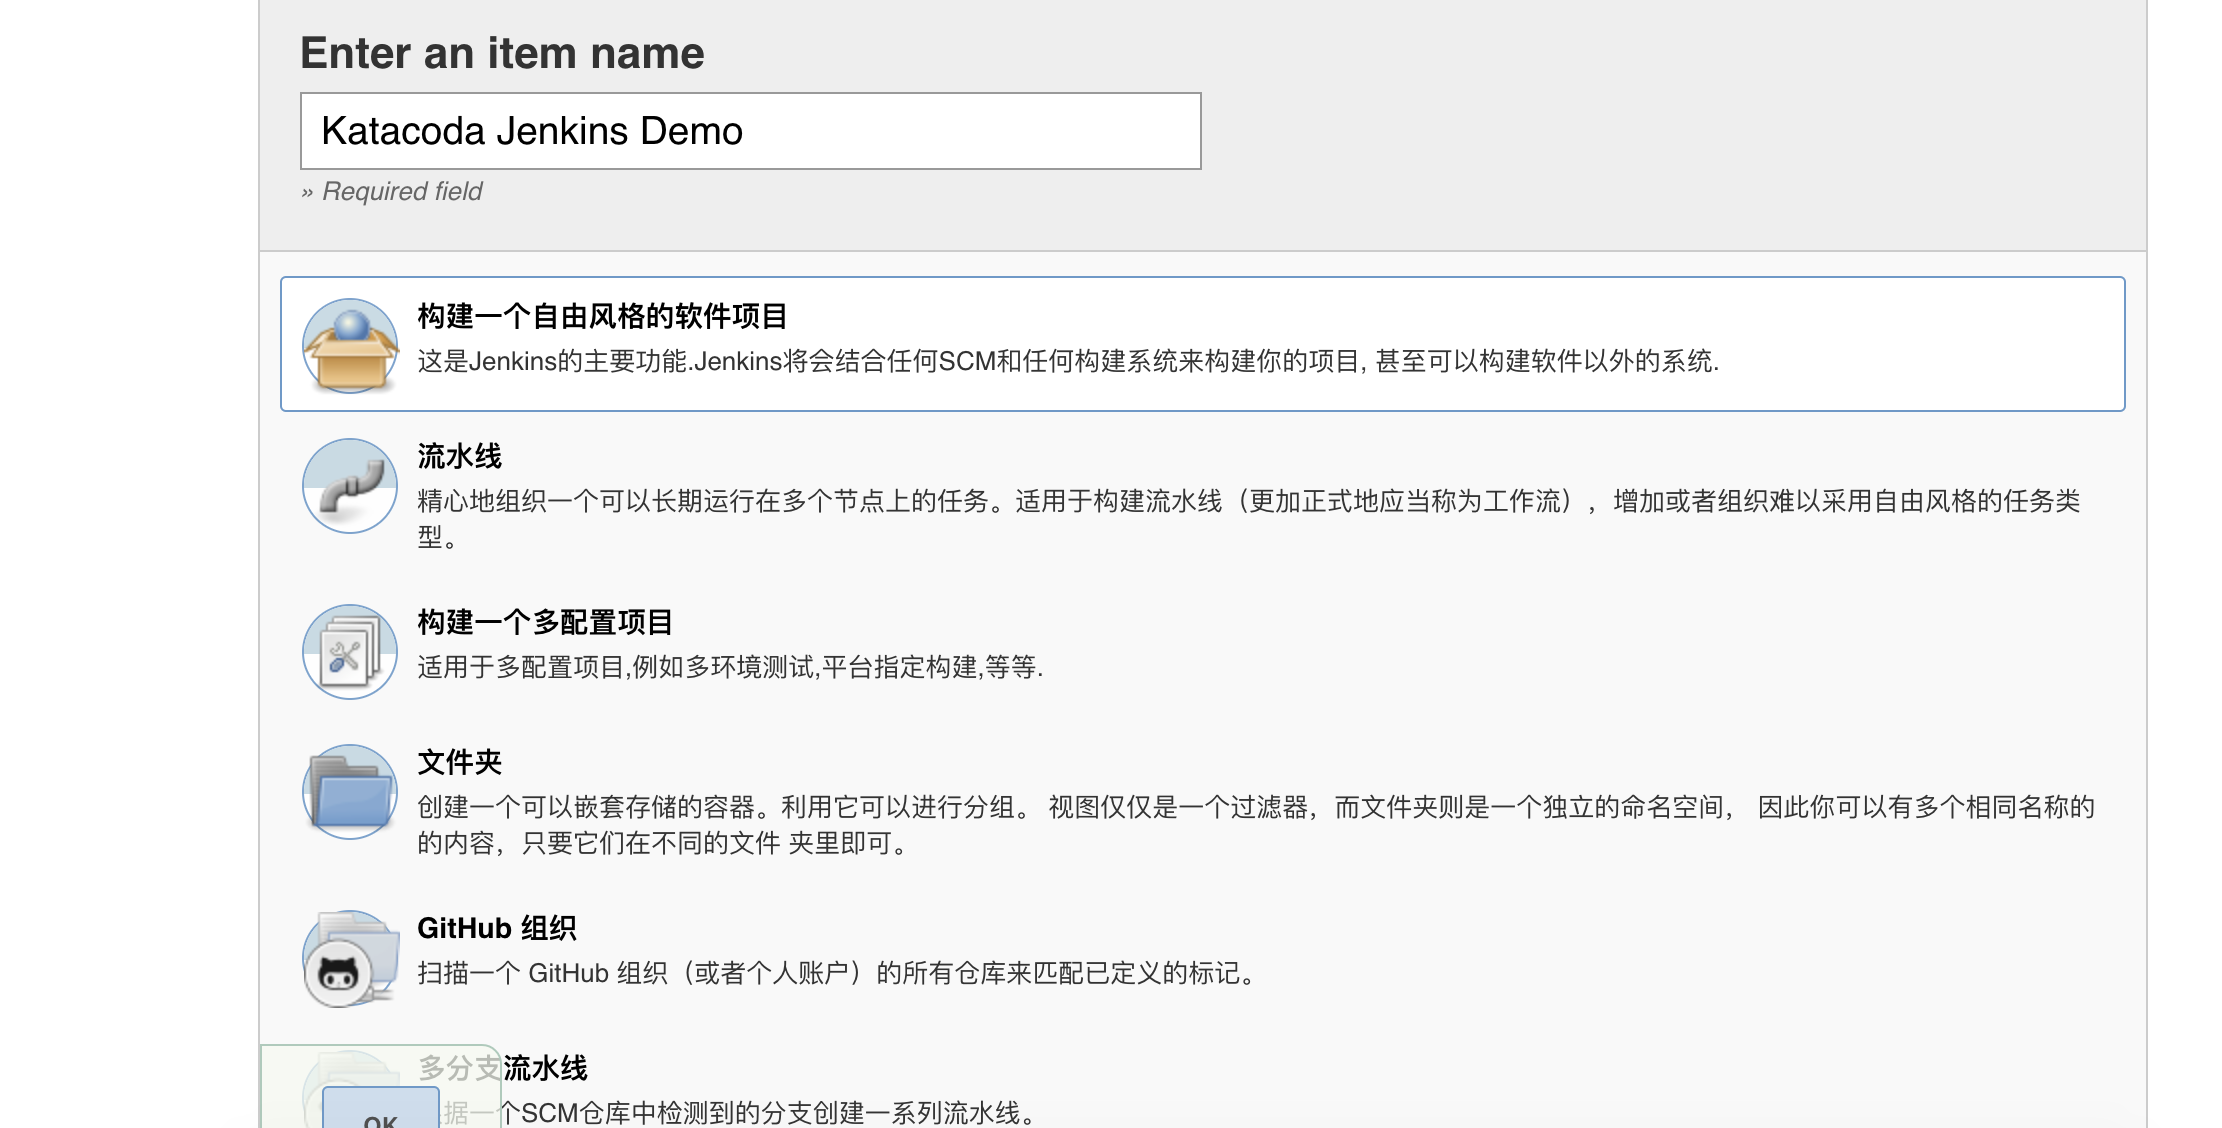 Enter an item name
Katacoda Jenkins Demo
» Required field
构建一个自由风格的软件项目
这是Jenkins的主要功能.Jenkins将会结合任何SCM和任何构建系统来构建你的项目, 甚至可以构建软件以外的系统.
流水线
精心地组织一个可以长期运行在多个节点上的任务。适用于构建流水线（更加正式地应当称为工作流），增加或者组织难以采用自由风格的任务类
型。
构建一个多配置项目
适用于多配置项目,例如多环境测试,平台指定构建,等等.
文件夹
创建一个可以嵌套存储的容器。利用它可以进行分组。 视图仅仅是一个过滤器，而文件夹则是一个独立的命名空间， 因此你可以有多个相同名称的
的内容，只要它们在不同的文件 夹里即可。
GitHub 组织
扫描一个 GitHub 组织（或者个人账户）的所有仓库来匹配已定义的标记。
多分支流水线
据一个SCM仓库中检测到的分支创建一系列流水线。
OK